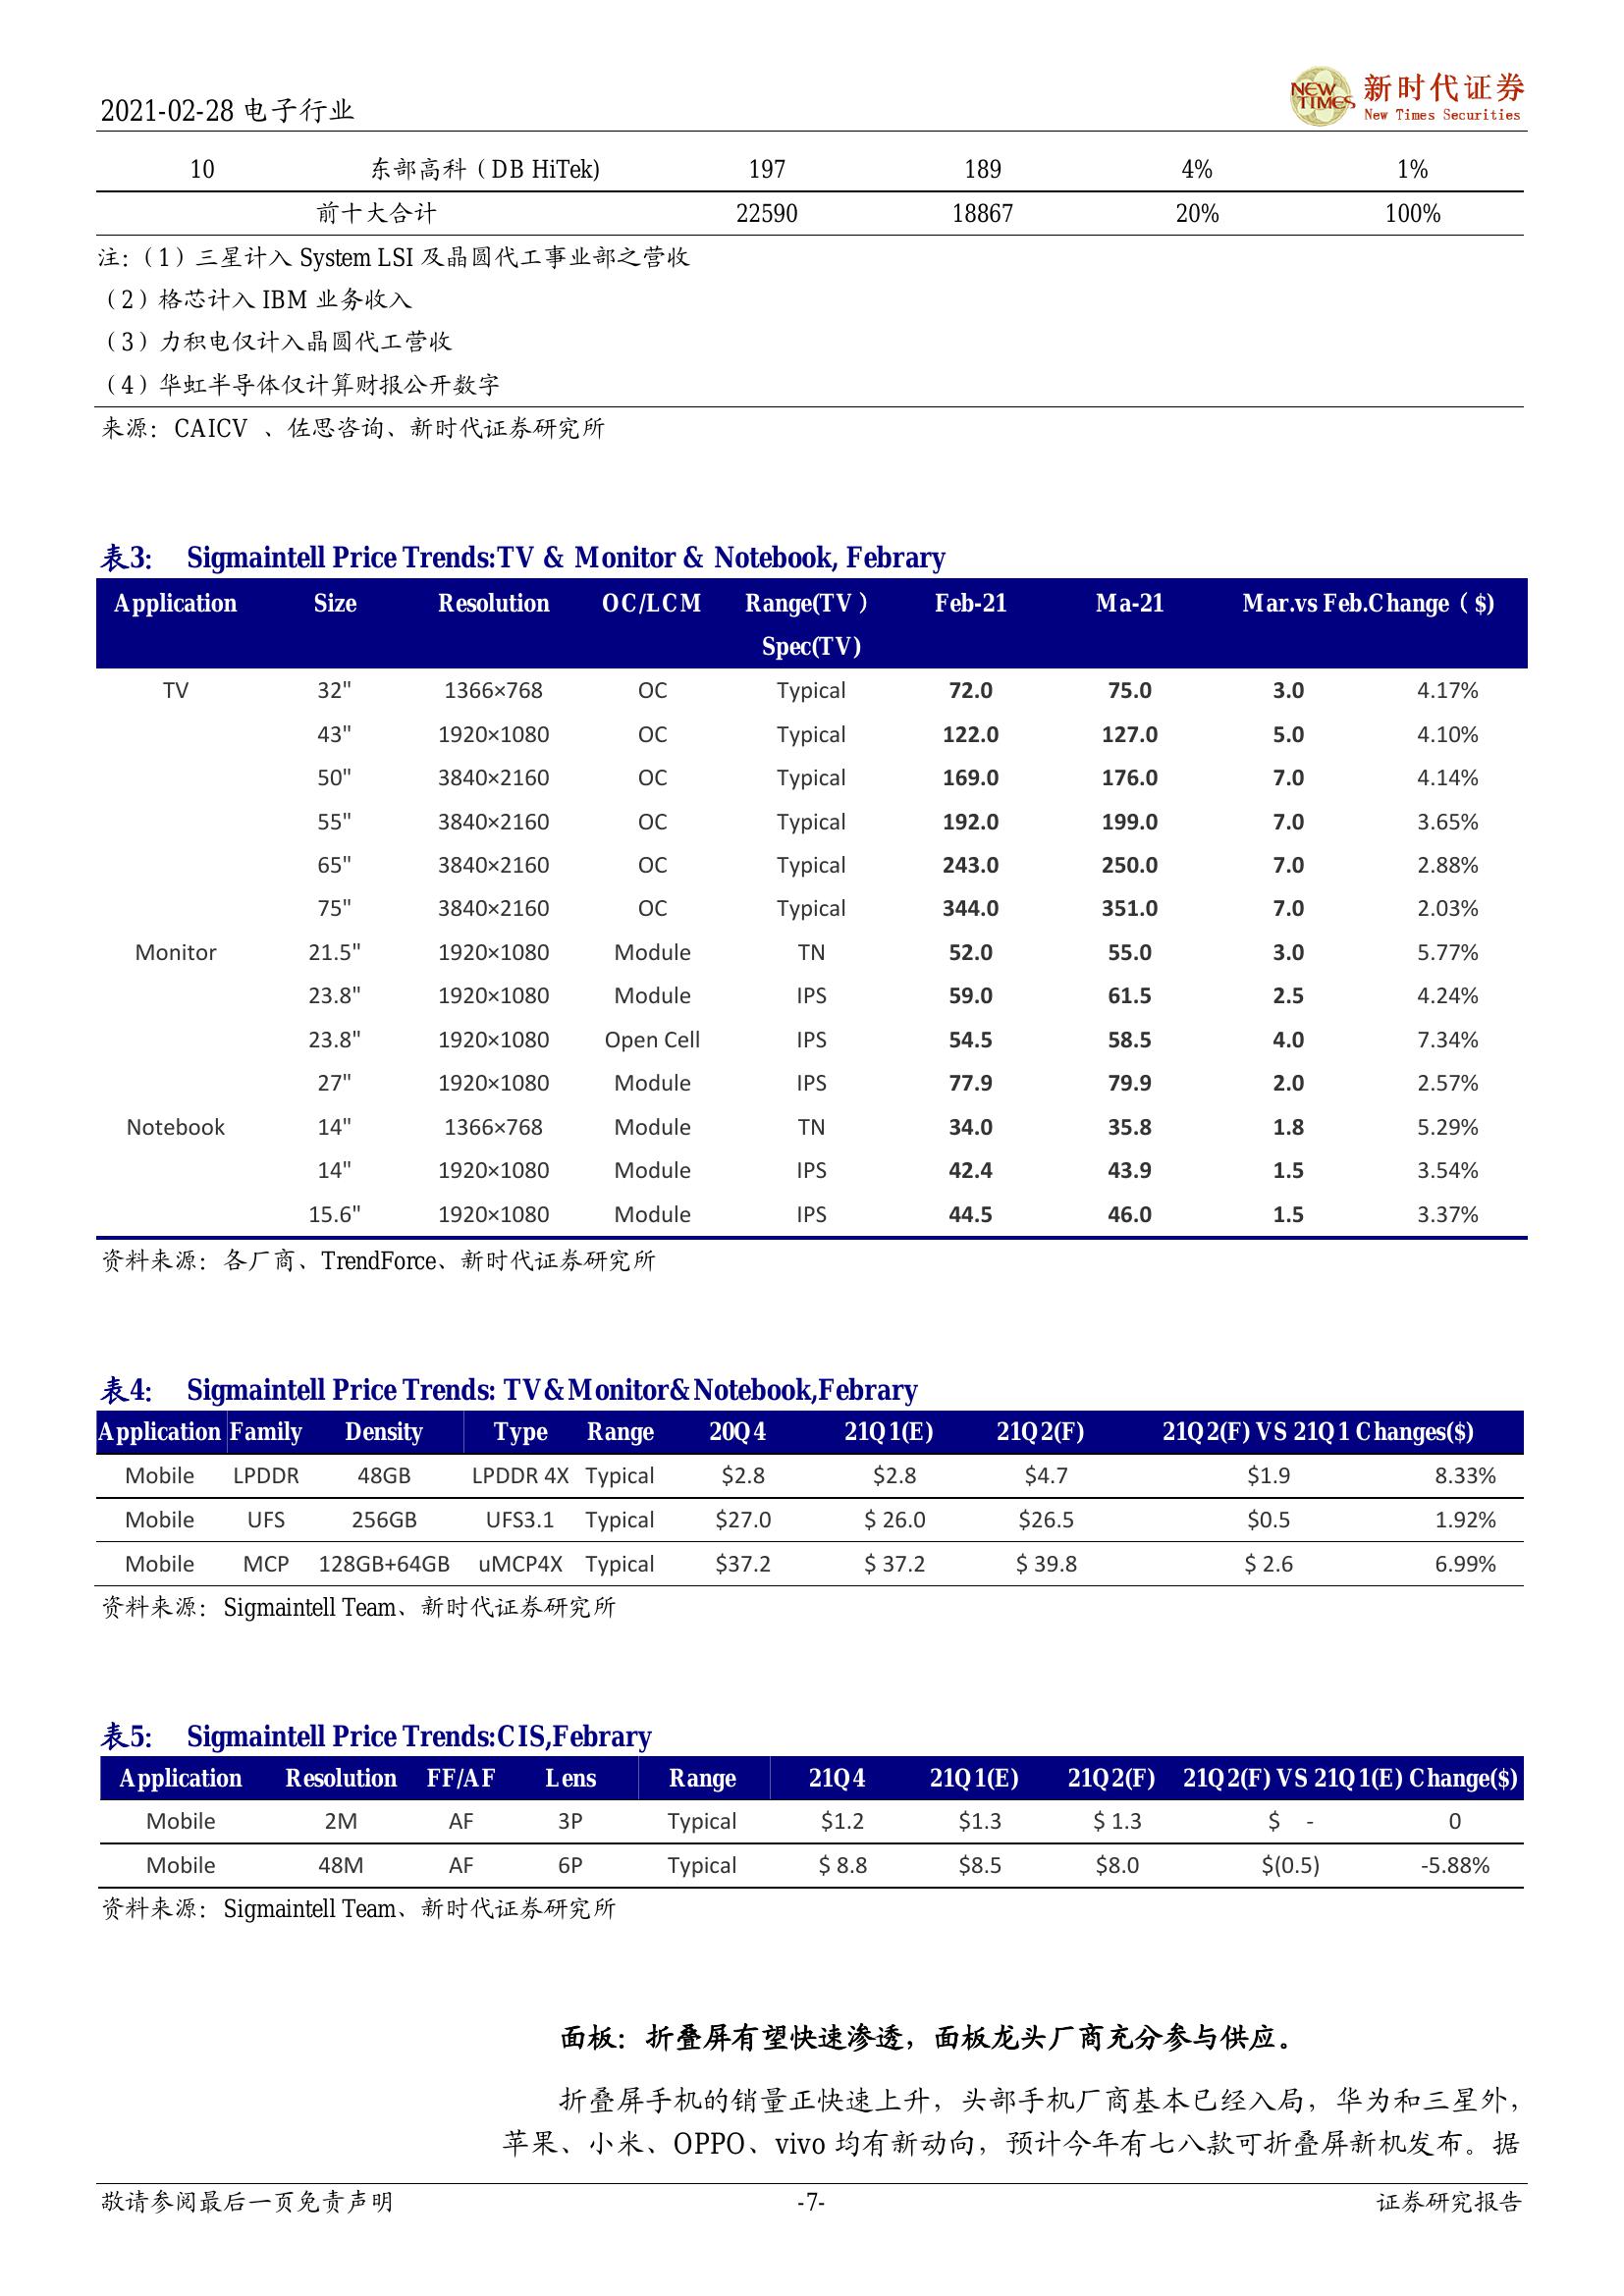 2021-02-28 电子行业
NEW TIMES 新时代证券
New Times Securities
10 东部高科（DB HiTek) 197 189 4% 1%
前十大合计 22590 18867 20% 100%
注：（1）三星计入 System LSI 及晶圆代工事业部之营收
（2）格芯计入 IBM 业务收入
（3）力积电仅计入晶圆代工营收
（4）华虹半导体仅计算财报公开数字
来源：CAICV 、佐思咨询、新时代证券研究所
表3： Sigmaintell Price Trends:TV & Monitor & Notebook, Febrary
Application Size Resolution OC/LCM Range(TV） Feb-21 Ma-21 Mar.vs Feb.Change（$)
Spec(TV)
TV 32" 1366×768 OC Typical 72.0 75.0 3.0 4.17%
43" 1920×1080 OC Typical 122.0 127.0 5.0 4.10%
50" 3840×2160 OC Typical 169.0 176.0 7.0 4.14%
55" 3840×2160 OC Typical 192.0 199.0 7.0 3.65%
65" 3840×2160 OC Typical 243.0 250.0 7.0 2.88%
75" 3840×2160 OC Typical 344.0 351.0 7.0 2.03%
Monitor 21.5" 1920×1080 Module TN 52.0 55.0 3.0 5.77%
23.8" 1920×1080 Module IPS 59.0 61.5 2.5 4.24%
23.8" 1920×1080 Open Cell IPS 54.5 58.5 4.0 7.34%
27" 1920×1080 Module IPS 77.9 79.9 2.0 2.57%
Notebook 14" 1366×768 Module TN 34.0 35.8 1.8 5.29%
14" 1920×1080 Module IPS 42.4 43.9 1.5 3.54%
15.6" 1920×1080 Module IPS 44.5 46.0 1.5 3.37%
资料来源：各厂商、TrendForce、新时代证券研究所
表4： Sigmaintell Price Trends: TV&Monitor&Notebook,Febrary
Application Family Density Type Range 20Q4 21Q1(E) 21Q2(F) 21Q2(F) VS 21Q1 Changes($)
Mobile LPDDR 48GB LPDDR 4X Typical $2.8 $2.8 $4.7 $1.9 8.33%
Mobile UFS 256GB UFS3.1 Typical $27.0 $ 26.0 $26.5 $0.5 1.92%
Mobile MCP 128GB+64GB uMCP4X Typical $37.2 $ 37.2 $ 39.8 $ 2.6 6.99%
资料来源：Sigmaintell Team、新时代证券研究所
表5： Sigmaintell Price Trends:CIS,Febrary
Application Resolution FF/AF Lens Range 21Q4 21Q1(E) 21Q2(F) 21Q2(F) VS 21Q1(E) Change($)
Mobile 2M AF 3P Typical $1.2 $1.3 $ 1.3 $ - 0
Mobile 48M AF 6P Typical $ 8.8 $8.5 $8.0 $(0.5) -5.88%
资料来源：Sigmaintell Team、新时代证券研究所
面板：折叠屏有望快速渗透，面板龙头厂商充分参与供应。
折叠屏手机的销量正快速上升，头部手机厂商基本已经入局，华为和三星外，
苹果、小米、OPPO、vivo 均有新动向，预计今年有七八款可折叠屏新机发布。据
敬请参阅最后一页免责声明 -7- 证券研究报告